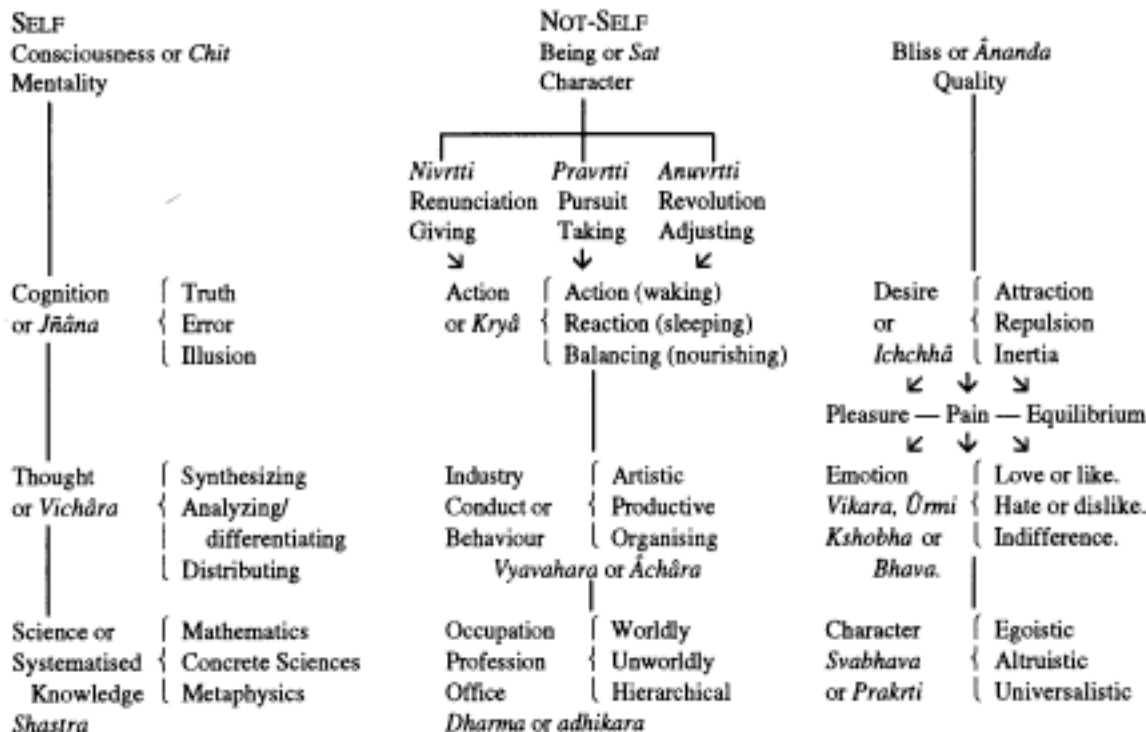 SELF
Consciousness or Chit
Mentality
NOT-SELF
Being or Sat
Character
Bliss or Ânanda
Quality
Nivrtti Pravrtti Anuvrtti
Renunciation Pursuit Revolution
Giving Taking Adjusting
Cognition
or Jñâna
Truth
Error
Illusion
Action
or Kryâ
Action (waking)
Reaction (sleeping)
Balancing (nourishing)
Desire
or
Ichchhâ
Attraction
Repulsion
Inertia
Pleasure — Pain — Equilibrium
Thought
or Vichâra
Synthesizing
Analyzing/
differentiating
Distributing
Industry
Conduct or
Behaviour
Artistic
Productive
Organising
Vyavahara or Âchâra
Emotion
Vikara, Ûrmi
Kshobha or
Bhava.
Love or like.
Hate or dislike.
Indifference.
Science or
Systematised
Knowledge
Shastra
Mathematics
Concrete Sciences
Metaphysics
Occupation
Profession
Office
Worldly
Unworldly
Hierarchical
Dharma or adhikara
Character
Svabhava
or Prakrti
Egoistic
Altruistic
Universalistic